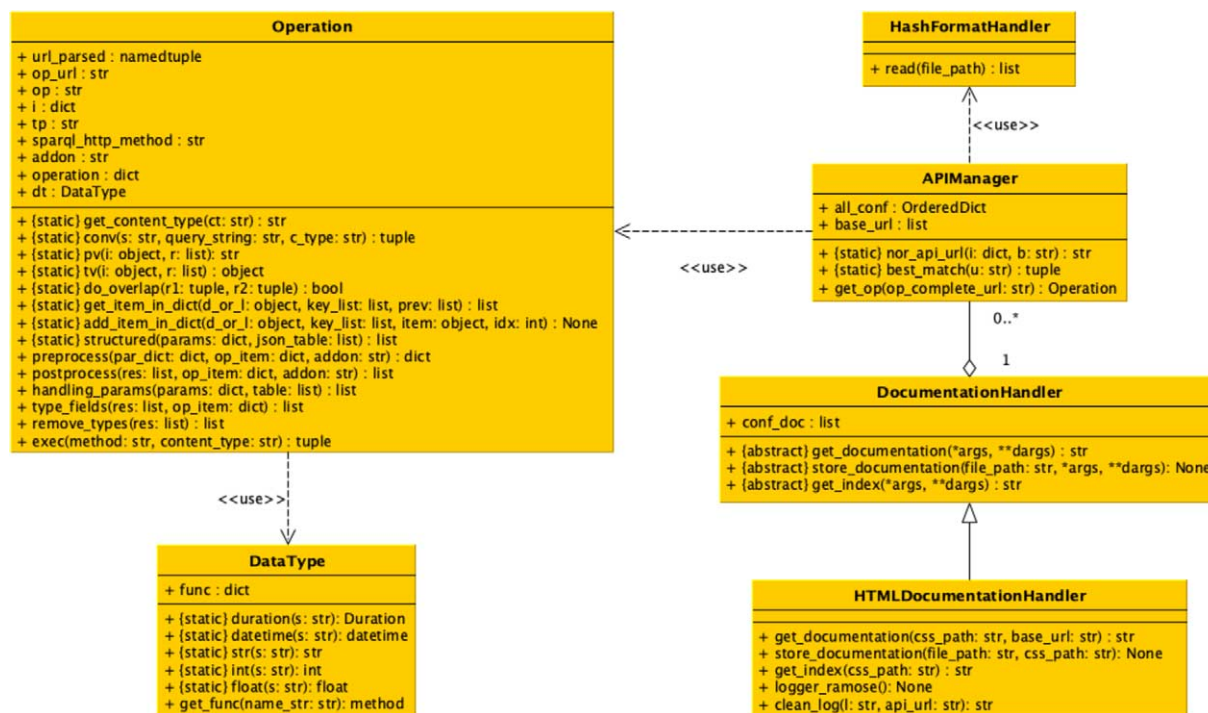 Operation
+ url_parsed : namedtuple
+ op_url : str
+ op : str
+ i : dict
+ tp : str
+ sparql_http_method : str
+ addon : str
+ operation : dict
+ dt : DataType
+ {static} get_content_type(ct: str) : str
+ {static} conv(s: str, query_string: str, c_type: str) : tuple
+ {static} pv(i: object, r: list): str
+ {static} tv(i: object, r: list) : object
+ {static} do_overlap(r1: tuple, r2: tuple) : bool
+ {static} get_item_in_dict(d_or_l: object, key_list: list, prev: list) : list
+ {static} add_item_in_dict(d_or_l: object, key_list: list, item: object, idx: int) : None
+ {static} structured(params: dict, json_table: list) : list
+ preprocess(par_dict: dict, op_item: dict, addon: str) : dict
+ postprocess(res: list, op_item: dict, addon: str) : list
+ handling_params(params: dict, table: list) : list
+ type_fields(res: list, op_item: dict) : list
+ remove_types(res: list) : list
+ exec(method: str, content_type: str) : tuple
<<use>>
DataType
+ func : dict
+ {static} duration(s: str): Duration
+ {static} datetime(s: str): datetime
+ {static} str(s: str): str
+ {static} int(s: str): int
+ {static} float(s: str): float
+ get_func(name_str: str): method
<<use>>
HashFormatHandler
+ read(file_path) : list
<<use>>
APIManager
+ all_conf : OrderedDict
+ base_url : list
+ {static} nor_api_url(i: dict, b: str) : str
+ {static} best_match(u: str) : tuple
+ get_op(op_complete_url: str) : Operation
0..*
1
DocumentationHandler
+ conf_doc : list
+ {abstract} get_documentation(*args, **dargs) : str
+ {abstract} store_documentation(file_path: str, *args, **dargs): None
+ {abstract} get_index(*args, **dargs) : str
HTMLDocumentationHandler
+ get_documentation(css_path: str, base_url: str) : str
+ store_documentation(file_path: str, css_path: str): None
+ get_index(css_path: str) : str
+ logger_ramose(): None
+ clean_log(l: str, api_url: str): str